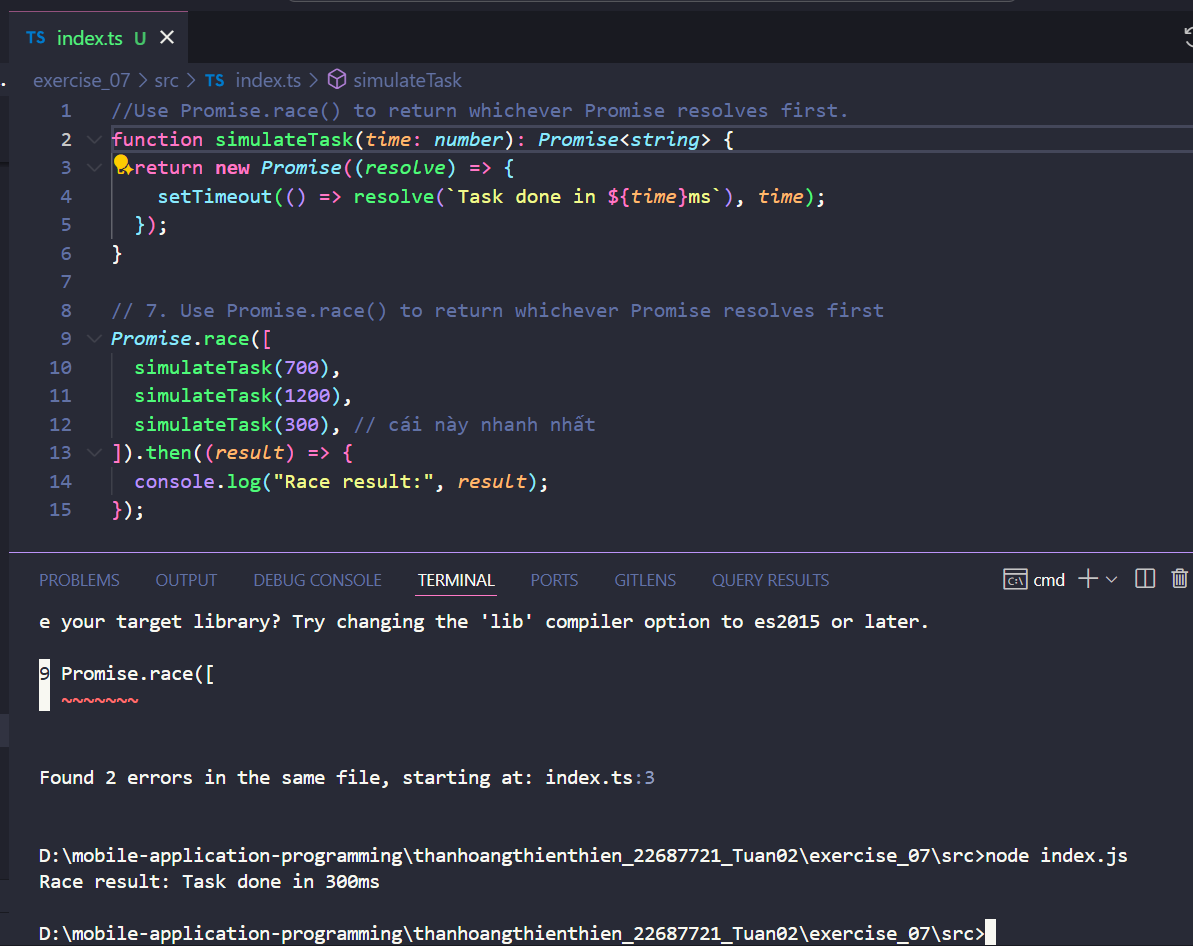 TS index.ts U
exercise_07 > src > TS index.ts > simulateTask
1 //Use Promise.race() to return whichever Promise resolves first.
2 function simulateTask(time: number): Promise<string> {
3   return new Promise((resolve) => {
4     setTimeout(() => resolve(`Task done in ${time}ms`), time);
5   });
6 }
7
8 // 7. Use Promise.race() to return whichever Promise resolves first
9 Promise.race([
10   simulateTask(700),
11   simulateTask(1200),
12   simulateTask(300), // cái này nhanh nhất
13 ]).then((result) => {
14   console.log("Race result:", result);
15 });
PROBLEMS OUTPUT DEBUG CONSOLE TERMINAL PORTS GITLENS QUERY RESULTS cmd
e your target library? Try changing the 'lib' compiler option to es2015 or later.
9 Promise.race([
~~~~~~~
Found 2 errors in the same file, starting at: index.ts:3
D:\mobile-application-programming\thanhoangthienthien_22687721_Tuan02\exercise_07\src>node index.js
Race result: Task done in 300ms
D:\mobile-application-programming\thanhoangthienthien_22687721_Tuan02\exercise_07\src>